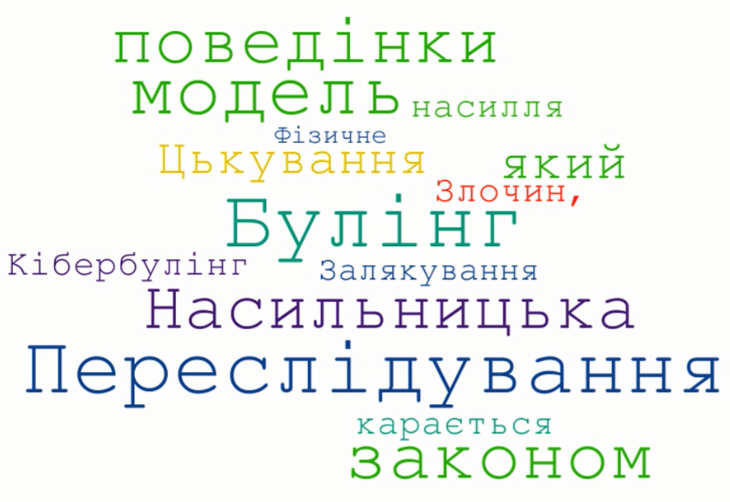 поведінки
модель насилля
Фізичне
Цькування який
Злочин,
Булінг
Кібербулінг Залякування
Насильницька
Переслідування
карається
законом